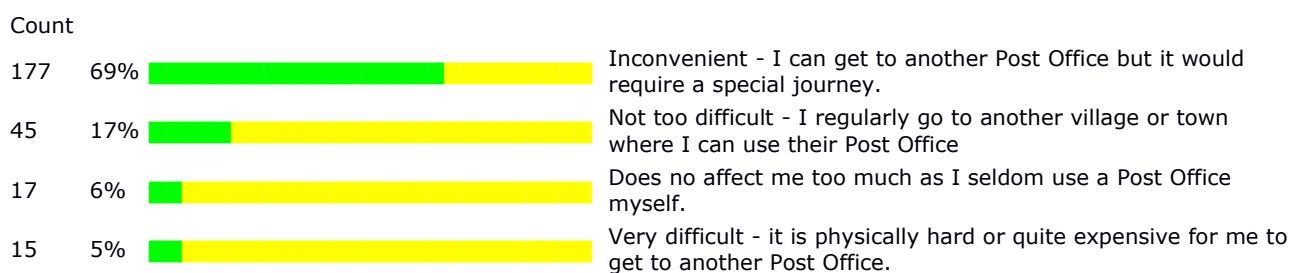 Count
177 69% Inconvenient - I can get to another Post Office but it would
require a special journey.
45 17% Not too difficult - I regularly go to another village or town
where I can use their Post Office
17 6% Does no affect me too much as I seldom use a Post Office
myself.
15 5% Very difficult - it is physically hard or quite expensive for me to
get to another Post Office.